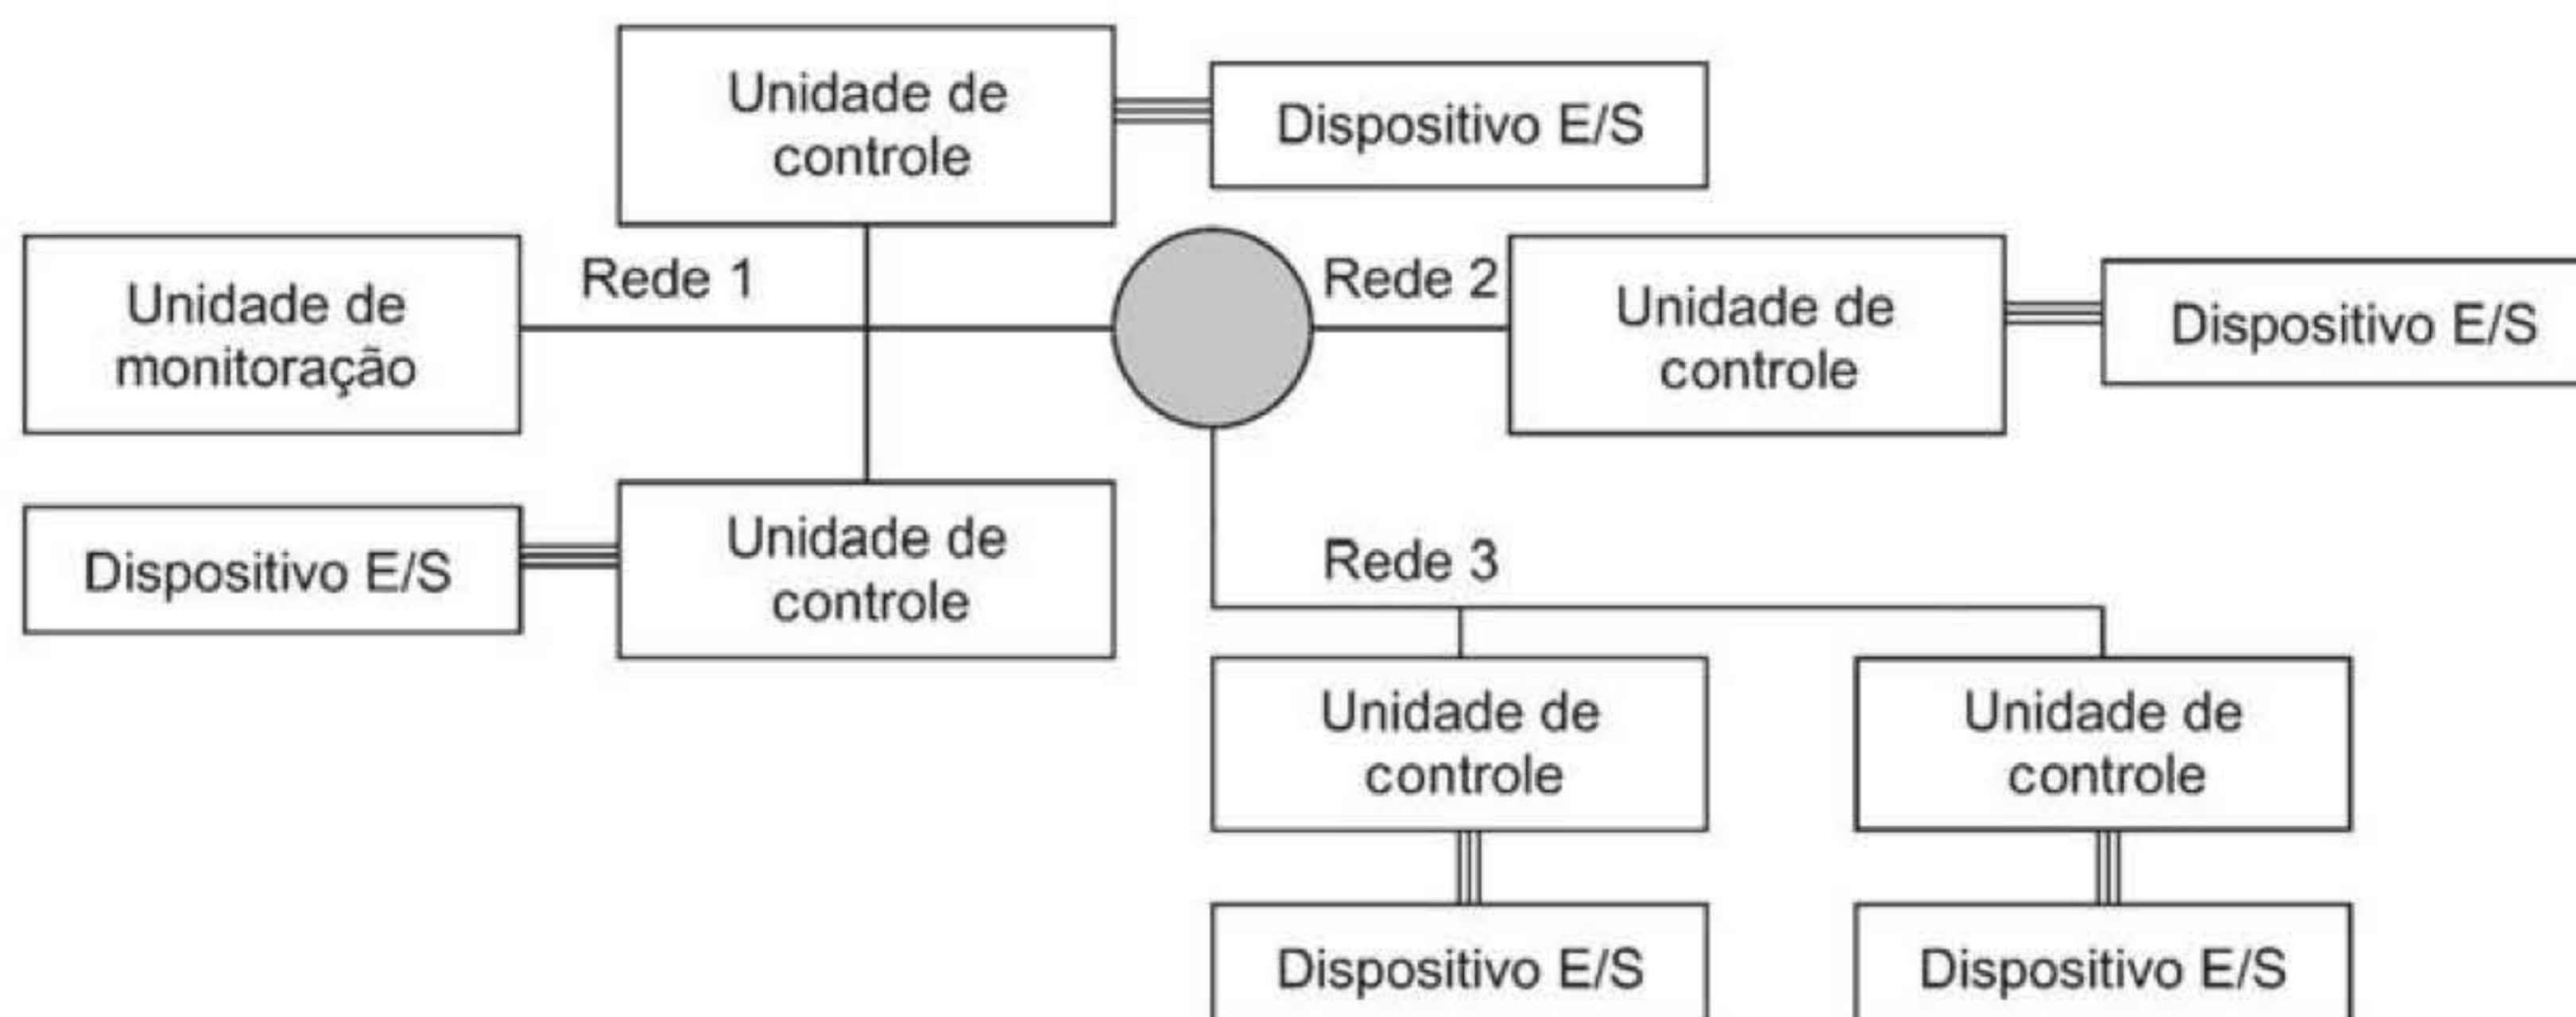 Unidade de
controle
Dispositivo E/S
Unidade de
monitoração
Rede 1
Rede 2
Unidade de
controle
Dispositivo E/S
Dispositivo E/S
Unidade de
controle
Rede 3
Unidade de
controle
Unidade de
controle
Dispositivo E/S
Dispositivo E/S